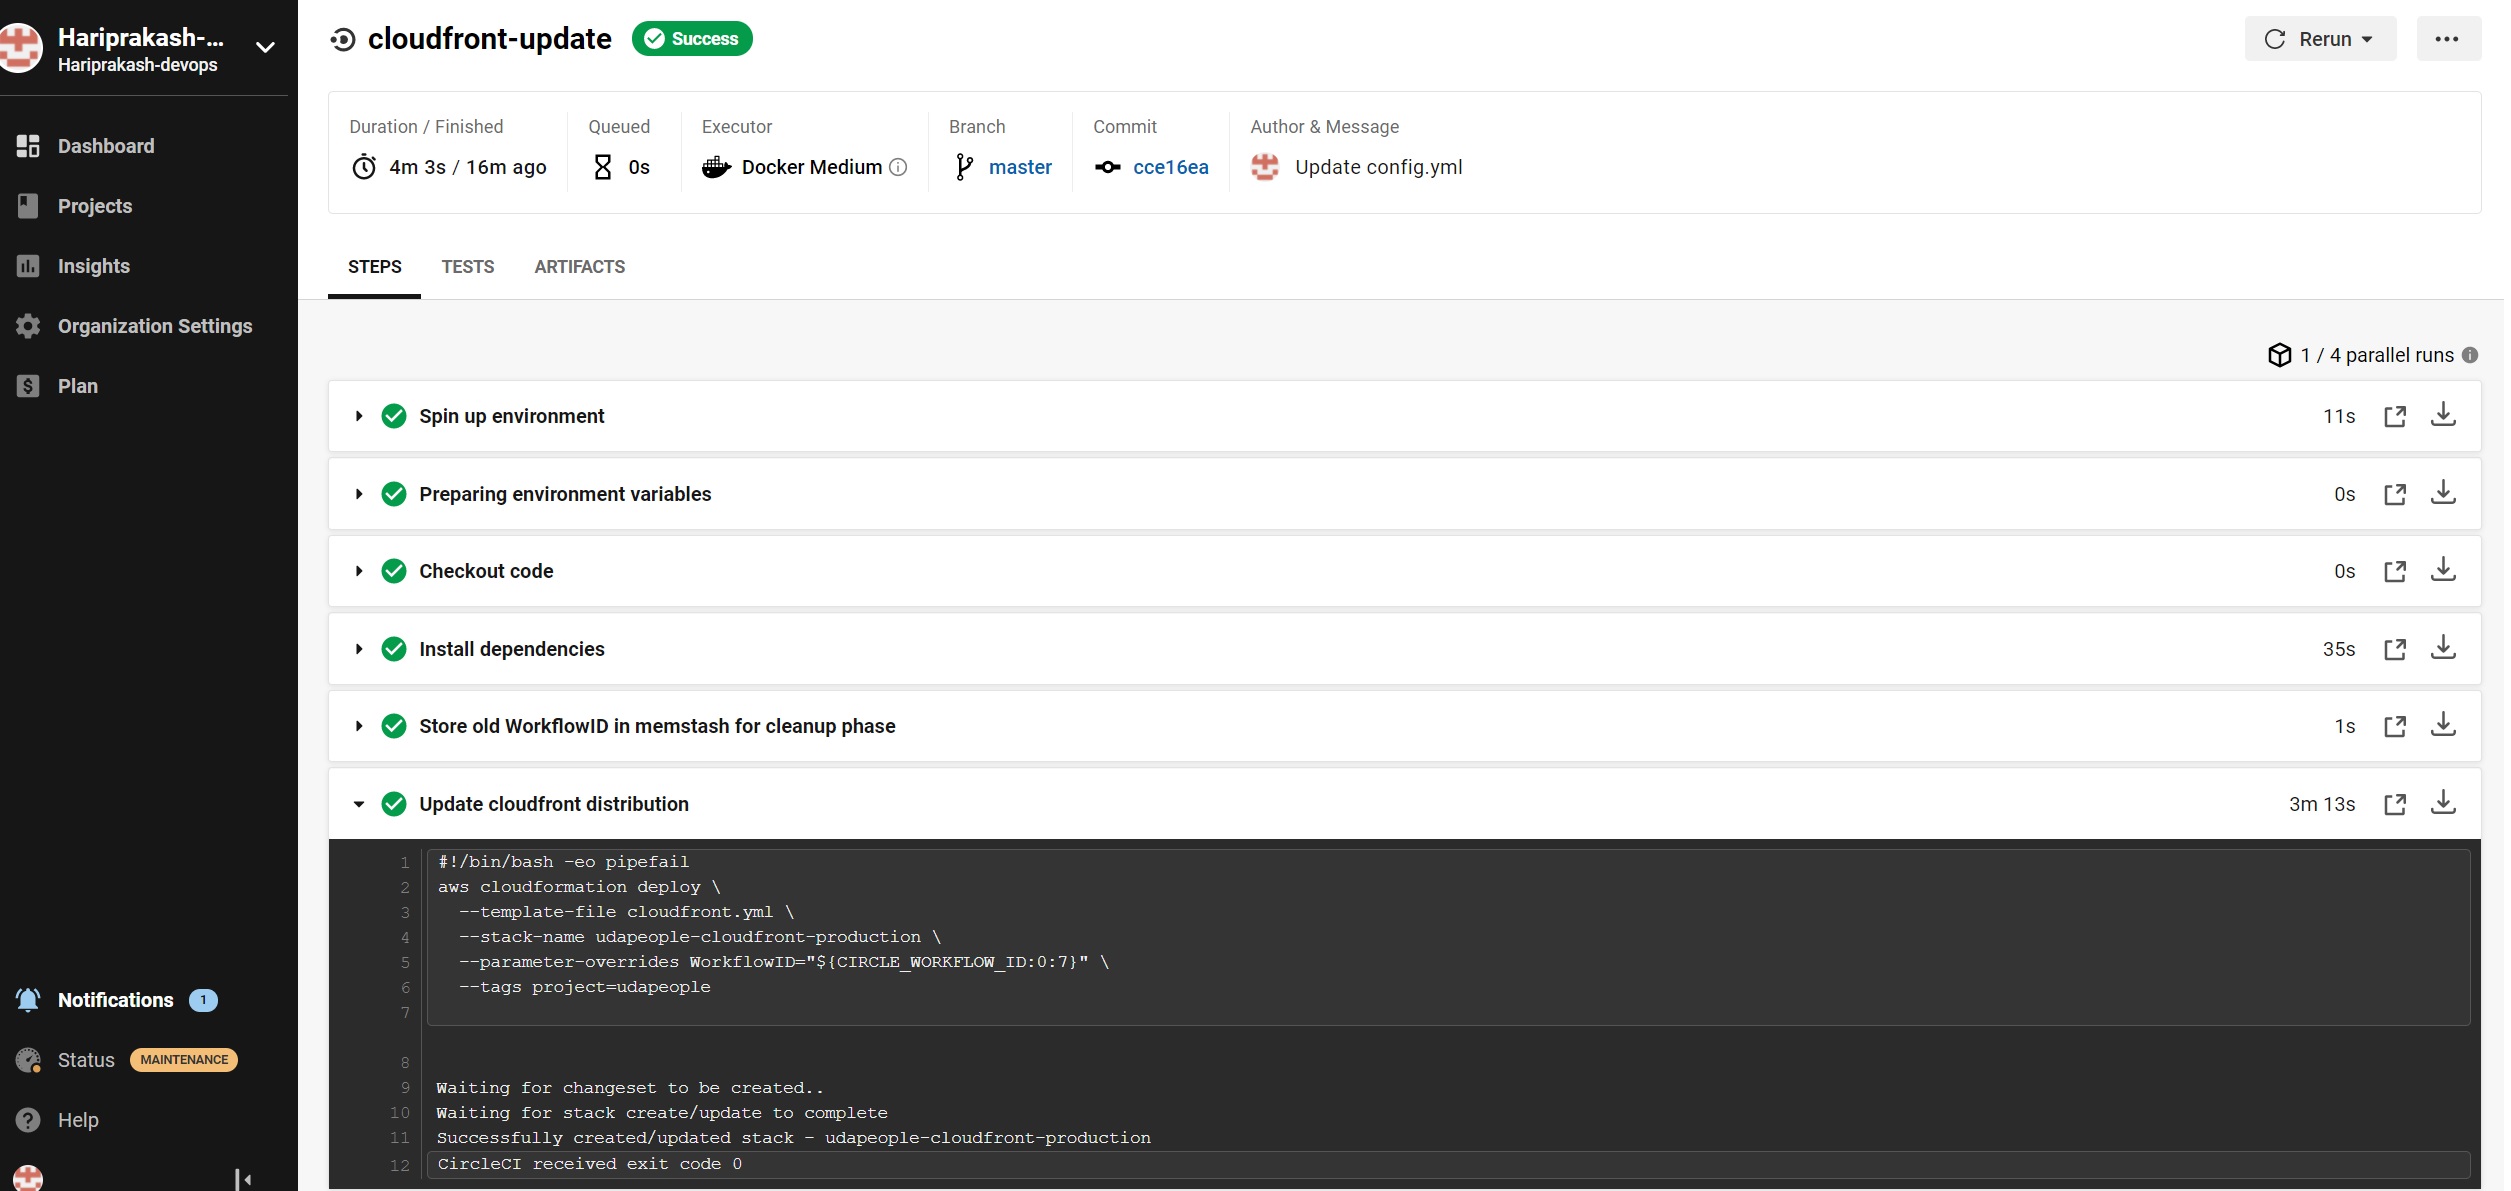 Hariprakash-...
Hariprakash-devops
Dashboard
Projects
Insights
Organization Settings
Plan
Notifications 1
Status MAINTENANCE
Help
cloudfront-update Success
Rerun
Duration / Finished
4m 3s / 16m ago
Queued
0s
Executor
Docker Medium
Branch
master
Commit
cce16ea
Author & Message
Update config.yml
STEPS TESTS ARTIFACTS
1 / 4 parallel runs
Spin up environment 11s
Preparing environment variables 0s
Checkout code 0s
Install dependencies 35s
Store old WorkflowID in memstash for cleanup phase 1s
Update cloudfront distribution 3m 13s
1 #!/bin/bash -eo pipefail
2 aws cloudformation deploy \
3 --template-file cloudfront.yml \
4 --stack-name udapeople-cloudfront-production \
5 --parameter-overrides WorkflowID="${CIRCLE_WORKFLOW_ID:0:7}" \
6 --tags project=udapeople
7
8
9 Waiting for changeset to be created..
10 Waiting for stack create/update to complete
11 Successfully created/updated stack - udapeople-cloudfront-production
12 CircleCI received exit code 0